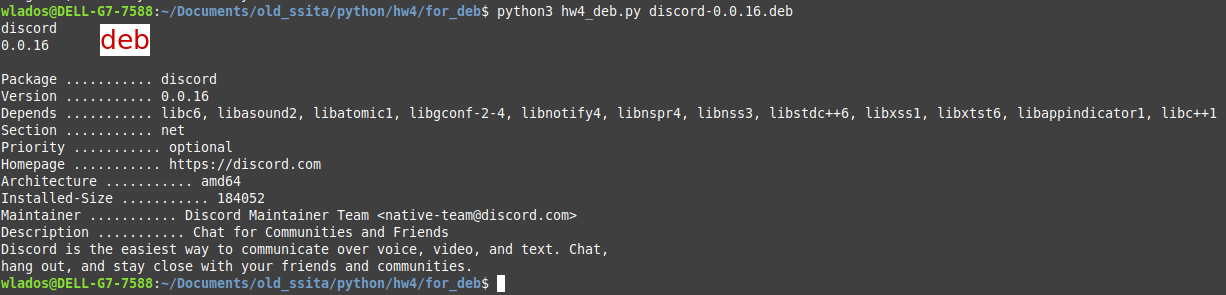 wlados@DELL-G7-7588:~/Documents/old_ssita/python/hw4/for_deb$ python3 hw4_deb.py discord-0.0.16.deb
discord
deb
0.0.16
Package ........... discord
Version ........... 0.0.16
Depends ........... libc6, libasound2, libatomic1, libgconf-2-4, libnotify4, libnspr4, libnss3, libstdc++6, libxss1, libxtst6, libappindicator1, libc++1
Section ........... net
Priority ........... optional
Homepage ........... https://discord.com
Architecture ........... amd64
Installed-Size ........... 184052
Maintainer ........... Discord Maintainer Team <native-team@discord.com>
Description ........... Chat for Communities and Friends
Discord is the easiest way to communicate over voice, video, and text. Chat,
hang out, and stay close with your friends and communities.
wlados@DELL-G7-7588:~/Documents/old_ssita/python/hw4/for_deb$